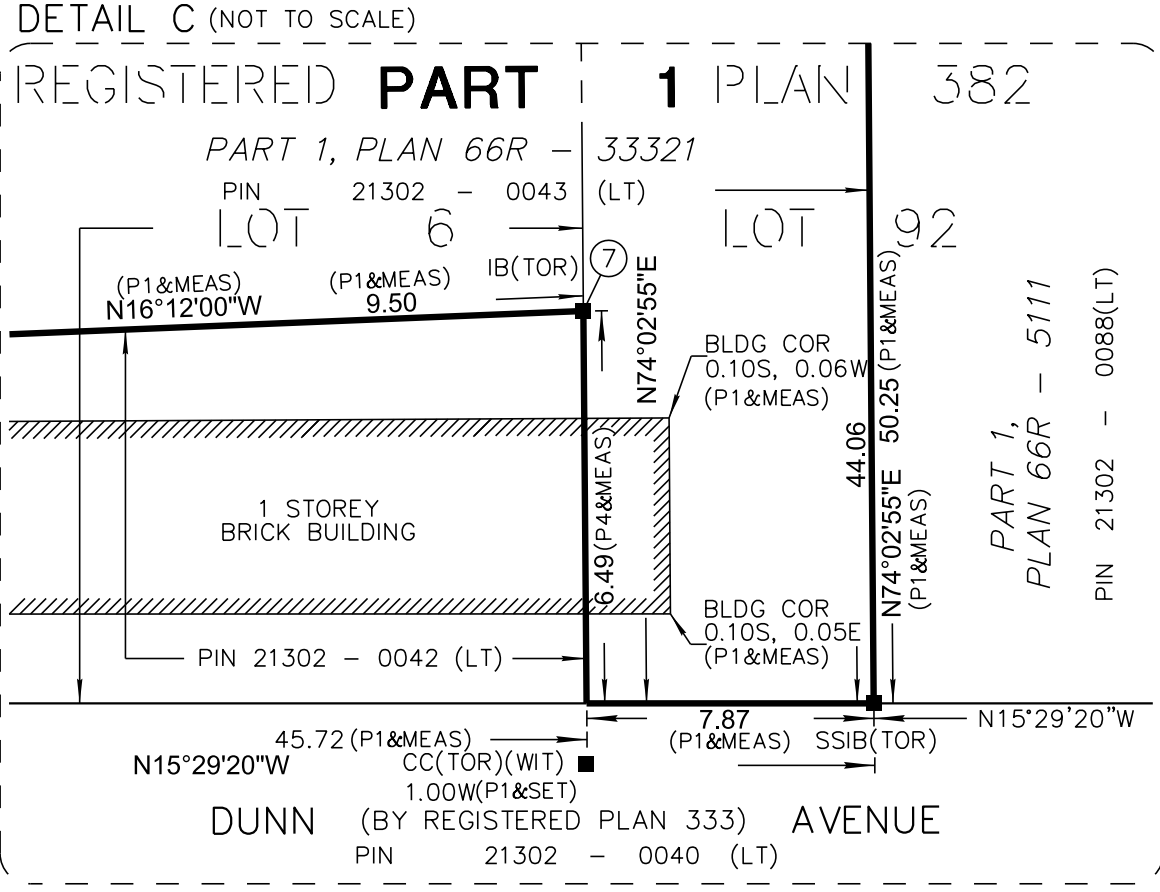 DETAIL C (NOT TO SCALE)
REGISTERED PART 1 PLAN 382
PART 1, PLAN 66R - 33321
PIN 21302 - 0043 (LT)
LOT 6
LOT 92
(P1&MEAS)
N16°12'00"W
(P1&MEAS)
9.50
IB(TOR)
7
N74°02'55"E
BLDG COR
0.10S, 0.06W
(P1&MEAS)
50.25 (P1&MEAS)
44.06
N74°02'55"E
(P1&MEAS)
PART 1,
PLAN 66R - 5111
PIN 21302 - 0088(LT)
1 STOREY
BRICK BUILDING
6.49 (P4&MEAS)
BLDG COR
0.10S, 0.05E
(P1&MEAS)
PIN 21302 - 0042 (LT)
7.87
(P1&MEAS)
N15°29'20"W
45.72 (P1&MEAS)
SSIB(TOR)
N15°29'20"W
CC(TOR)(WIT)
1.00W(P1&SET)
DUNN (BY REGISTERED PLAN 333) AVENUE
PIN 21302 - 0040 (LT)